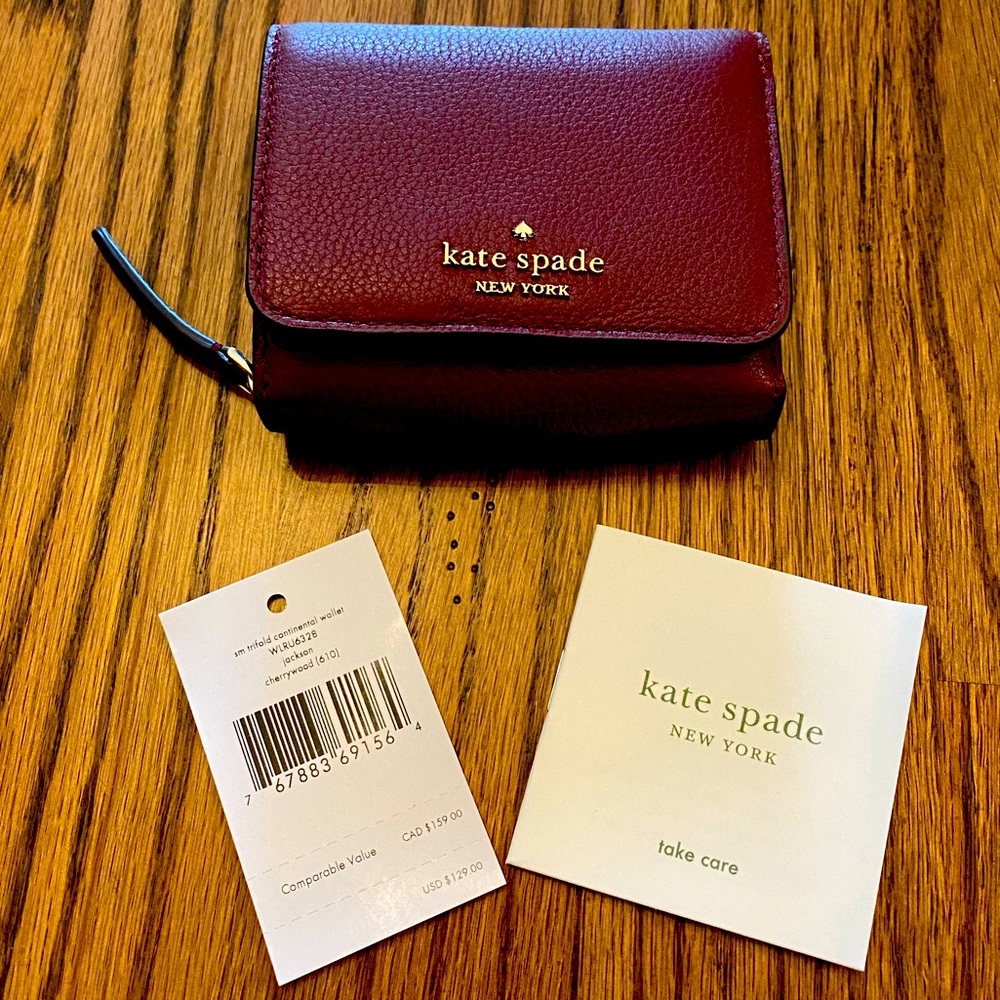 kate spade
NEW YORK
sm trifold continental wallet
WLRU6328
jackson
cherrywood (610)
7 67883 69156 4
CAD $159.00
Comparable Value
USD $129.00
kate spade
NEW YORK
take care